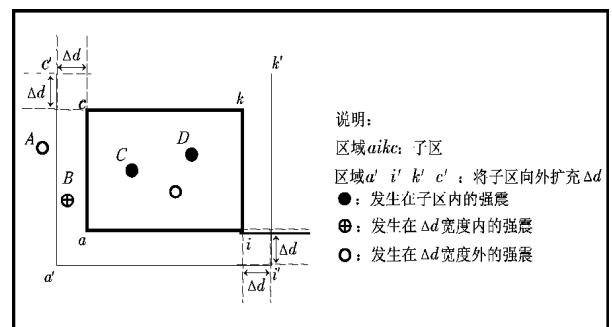 Δd
c'
k'
Δd
c
k
A
D
C
B
a
i
Δd
a'
Δd
i'
说明:
区域aikc: 子区
区域a' i' k' c' : 将子区向外扩充Δd
: 发生在子区内的强震
: 发生在Δd宽度内的强震
: 发生在Δd宽度外的强震